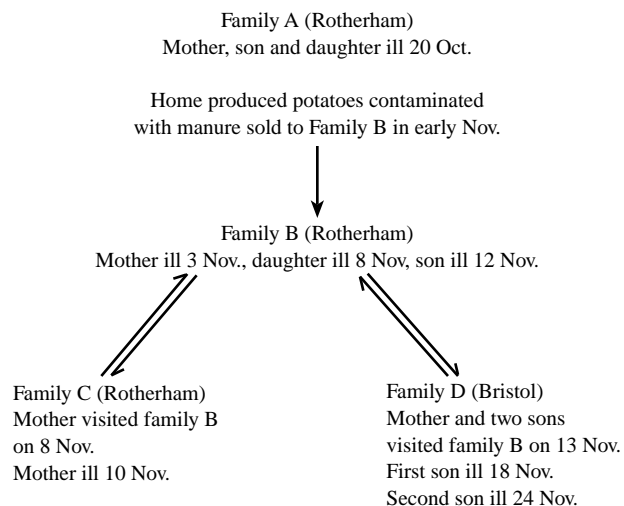 Family A (Rotherham)
Mother, son and daughter ill 20 Oct.
Home produced potatoes contaminated
with manure sold to Family B in early Nov.
Family B (Rotherham)
Mother ill 3 Nov., daughter ill 8 Nov, son ill 12 Nov.
Family C (Rotherham)
Mother visited family B
on 8 Nov.
Mother ill 10 Nov.
Family D (Bristol)
Mother and two sons
visited family B on 13 Nov.
First son ill 18 Nov.
Second son ill 24 Nov.